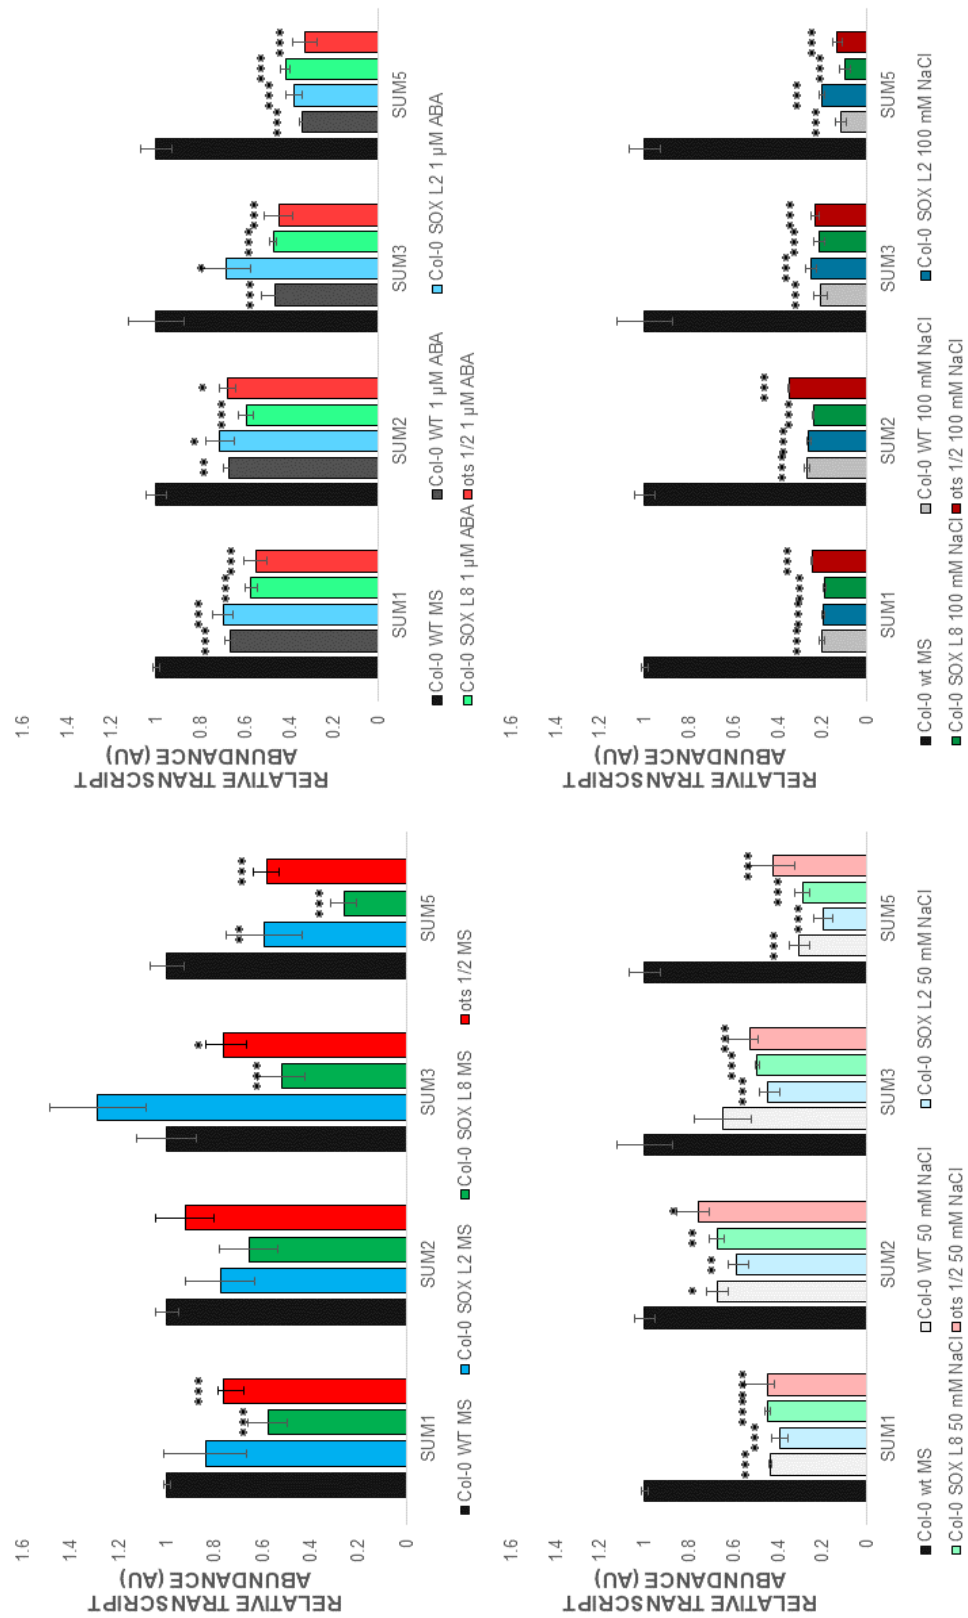 RELATIVE TRANSCRIPT
ABUNDANCE (AU)
1.6
1.4
1.2
1
0.8
0.6
0.4
0.2
0
*** *** *** * ** *** ***
SUM1 SUM2 SUM3 SUM5
Col-0 WT MS Col-0 SOX L2 MS Col-0 SOX L8 MS ots 1/2 MS
RELATIVE TRANSCRIPT
ABUNDANCE (AU)
1.6
1.4
1.2
1
0.8
0.6
0.4
0.2
0
*** *** *** *** ** * *** * *** * *** *** *** *** *** ***
SUM1 SUM2 SUM3 SUM5
Col-0 WT MS Col-0 WT 1 µM ABA Col-0 SOX L2 1 µM ABA
Col-0 SOX L8 1 µM ABA ots 1/2 1 µM ABA
RELATIVE TRANSCRIPT
ABUNDANCE (AU)
1.6
1.4
1.2
1
0.8
0.6
0.4
0.2
0
*** *** *** *** * ** ** * *** *** *** *** *** *** ***
SUM1 SUM2 SUM3 SUM5
Col-0 wt MS Col-0 WT 50 mM NaCl Col-0 SOX L2 50 mM NaCl
Col-0 SOX L8 50 mM NaCl ots 1/2 50 mM NaCl
RELATIVE TRANSCRIPT
ABUNDANCE (AU)
1.6
1.4
1.2
1
0.8
0.6
0.4
0.2
0
*** *** *** *** *** *** *** *** *** *** *** *** *** *** *** ***
SUM1 SUM2 SUM3 SUM5
Col-0 wt MS Col-0 WT 100 mM NaCl Col-0 SOX L2 100 mM NaCl
Col-0 SOX L8 100 mM NaCl ots 1/2 100 mM NaCl